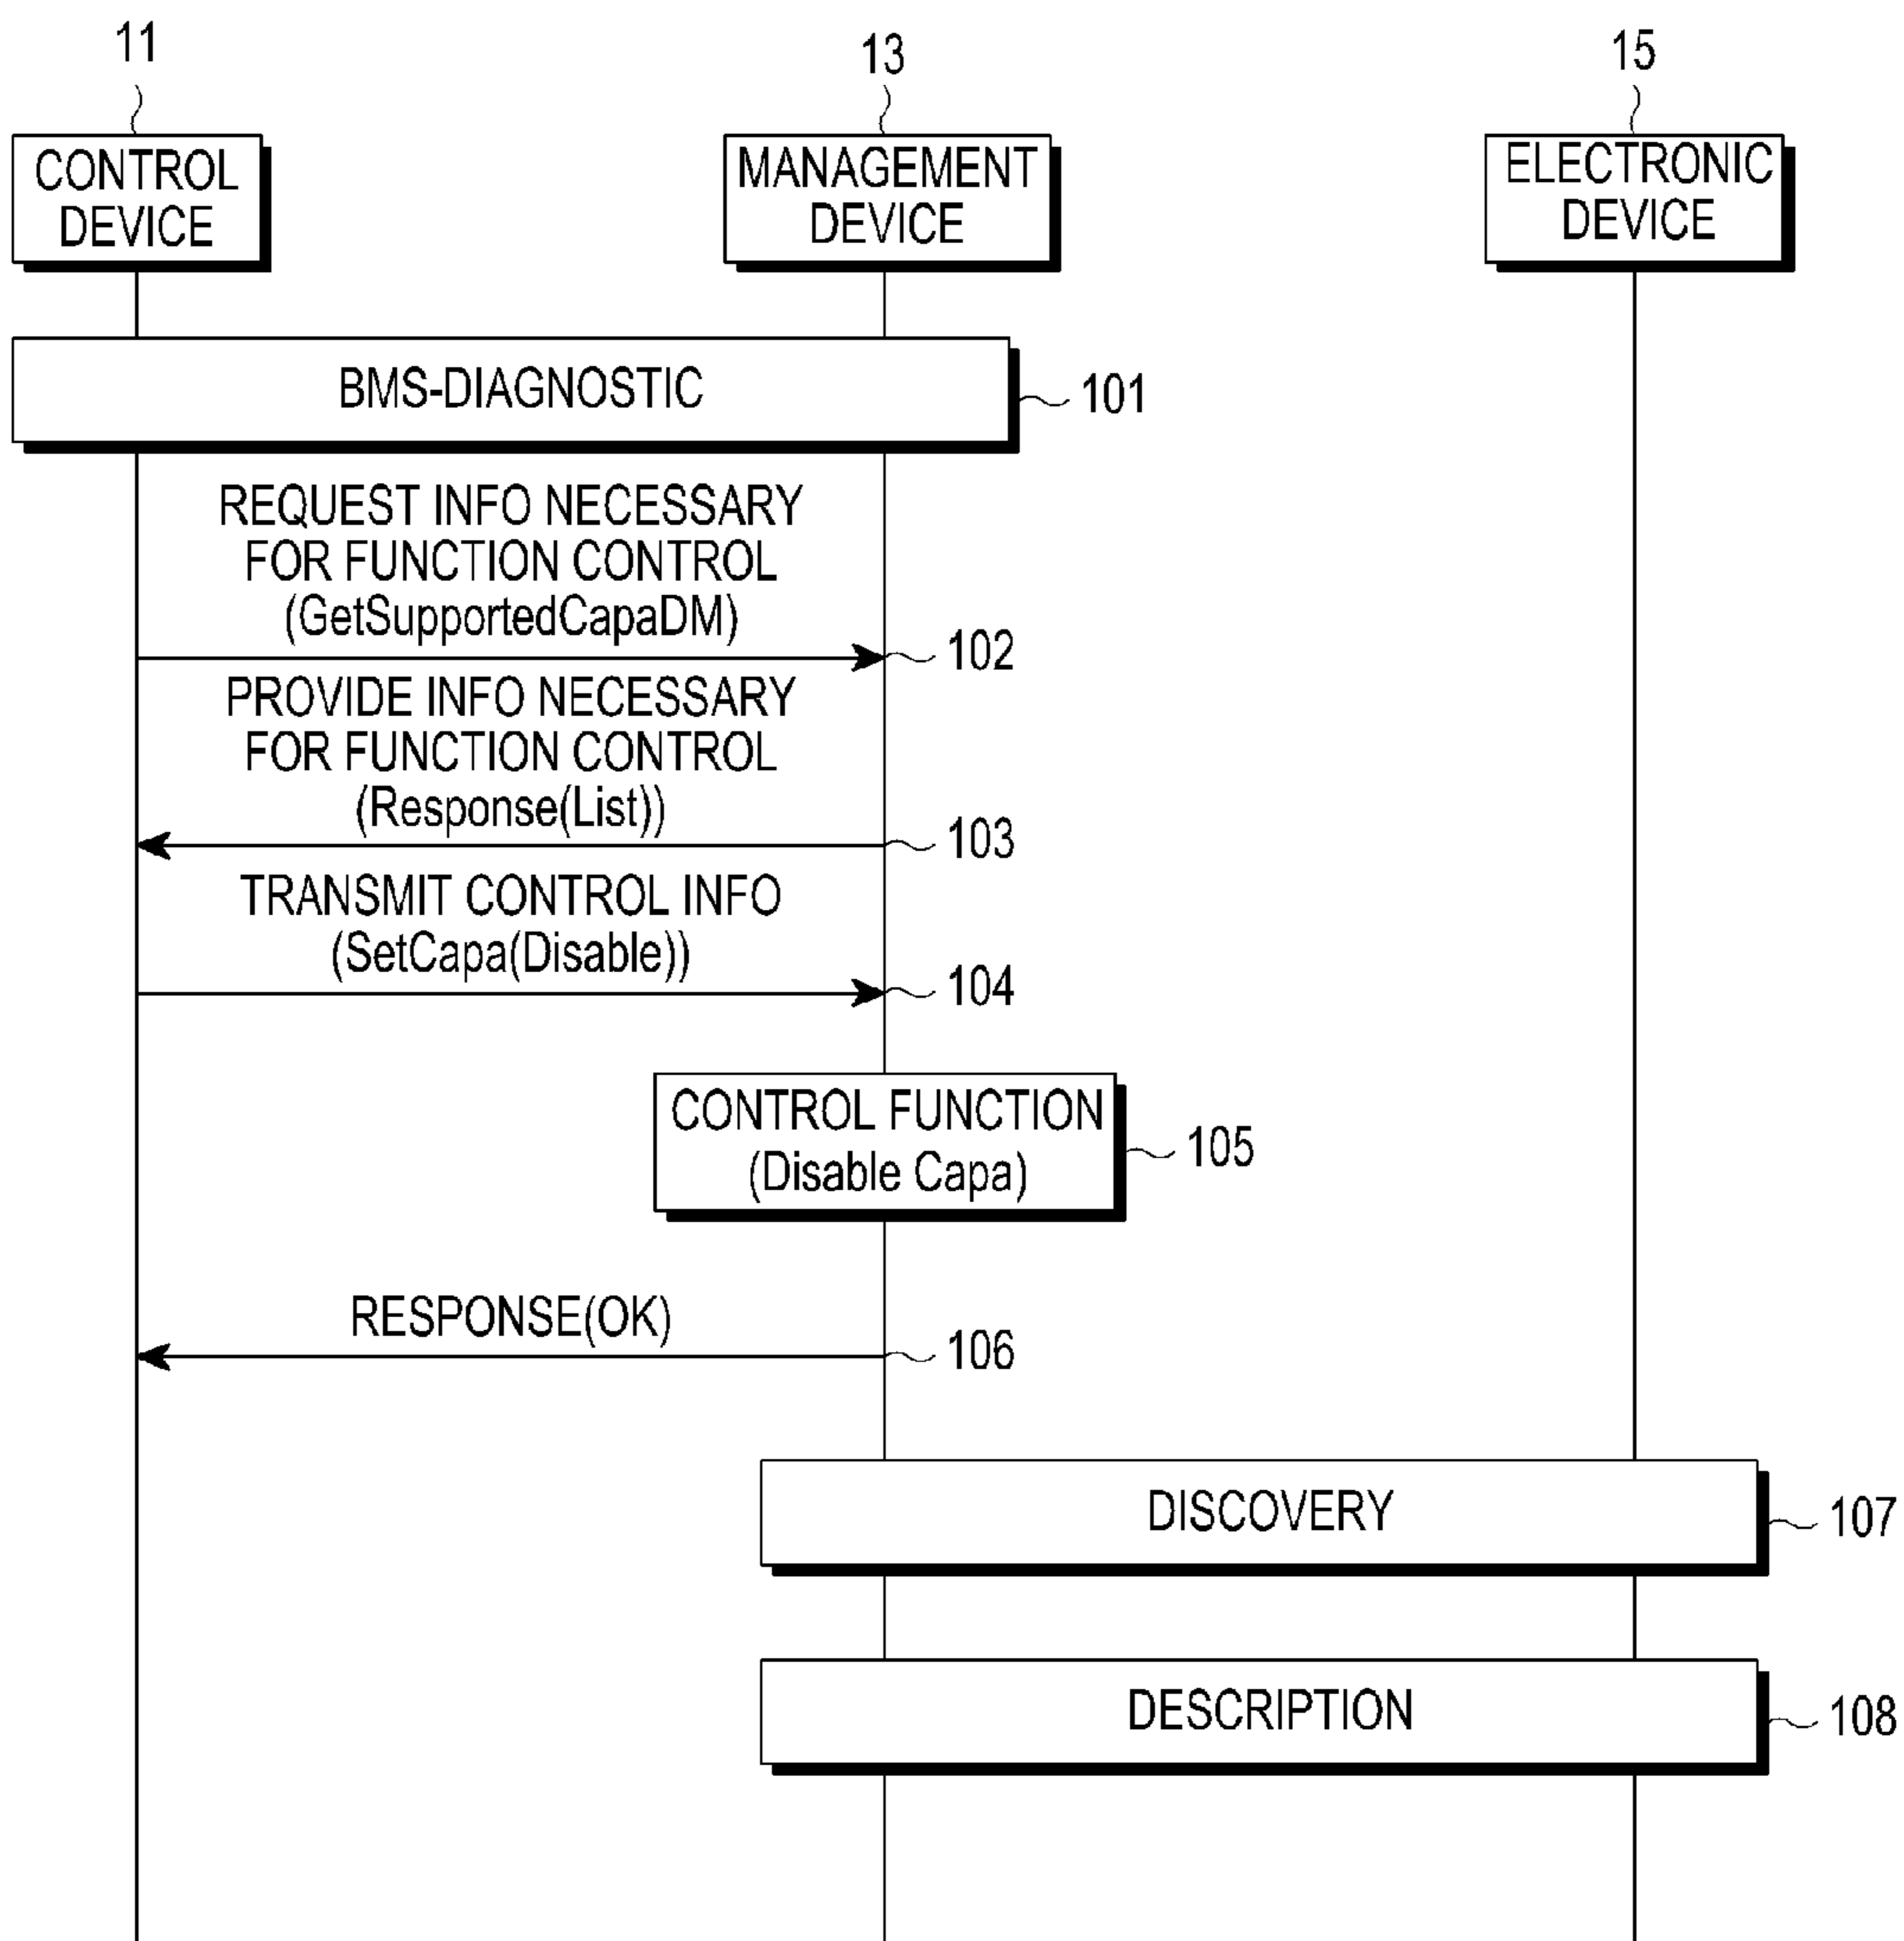 11
13
15
CONTROL
DEVICE
MANAGEMENT
DEVICE
ELECTRONIC
DEVICE
BMS-DIAGNOSTIC
101
REQUEST INFO NECESSARY
FOR FUNCTION CONTROL
(GetSupportedCapaDM)
102
PROVIDE INFO NECESSARY
FOR FUNCTION CONTROL
(Response(List))
103
TRANSMIT CONTROL INFO
(SetCapa(Disable))
104
CONTROL FUNCTION
(Disable Capa)
105
RESPONSE(OK)
106
DISCOVERY
107
DESCRIPTION
108